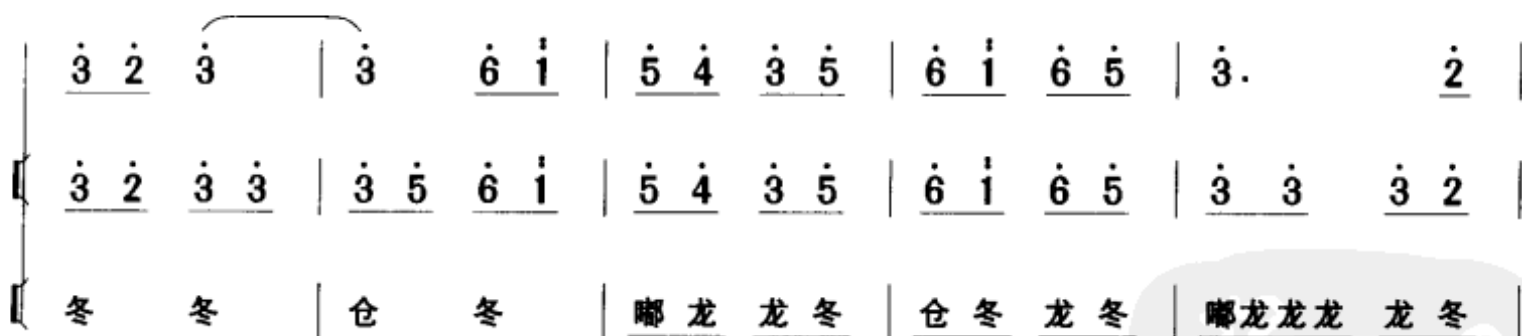 3̇ 2̇ 3̇ | 3̇ 6̇ 1̈ | 5̇ 4̇ 3̇ 5̇ | 6̇ 1̈ 6̇ 5̇ | 3̇. 2̇ |
3̇ 2̇ 3̇ 3̇ | 3̇ 5̇ 6̇ 1̈ | 5̇ 4̇ 3̇ 5̇ | 6̇ 1̈ 6̇ 5̇ | 3̇ 3̇ 3̇ 2̇ |
冬 冬 | 仓 冬 | 嘟 龙 龙 冬 | 仓 冬 龙 冬 | 嘟龙龙龙 龙 冬 |